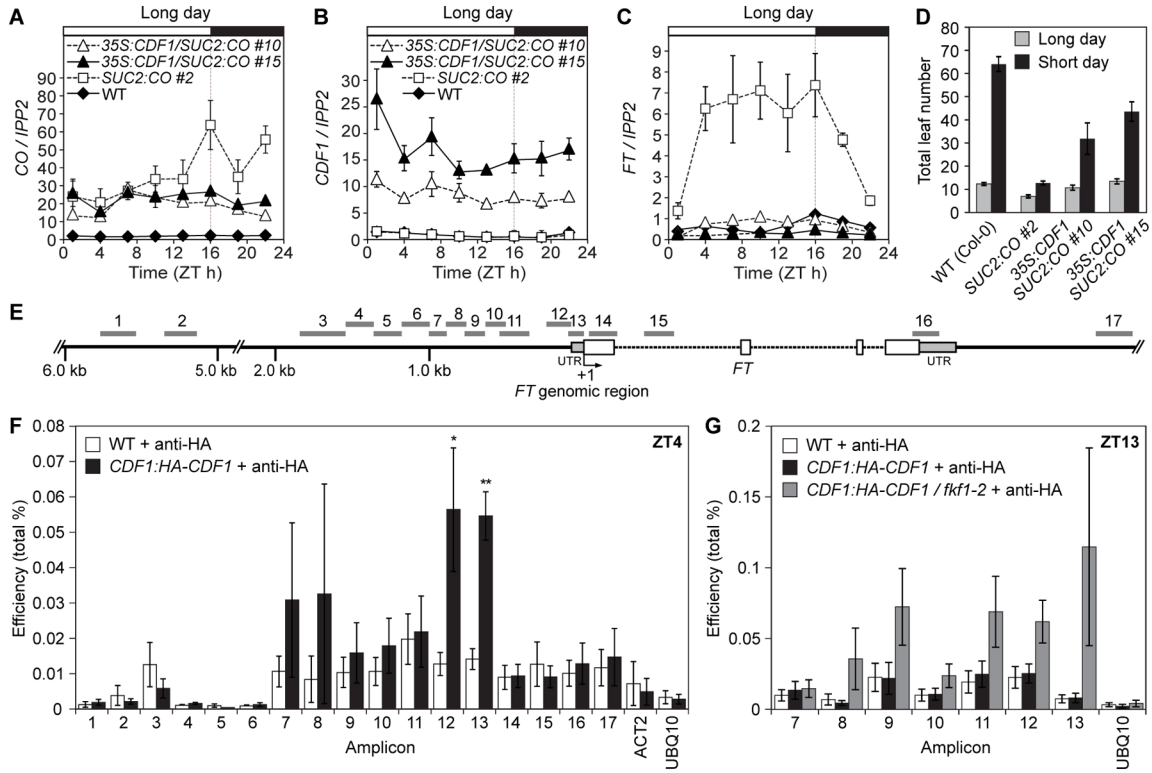 A
Long day
35S:CDF1/SUC2:CO #10
35S:CDF1/SUC2:CO #15
SUC2:CO #2
WT
CO / IPP2
90
80
70
60
50
40
30
20
10
0
0 4 8 12 16 20 24
Time (ZT h)
B
Long day
35S:CDF1/SUC2:CO #10
35S:CDF1/SUC2:CO #15
SUC2:CO #2
WT
CDF1 / IPP2
30
25
20
15
10
5
0
0 4 8 12 16 20 24
Time (ZT h)
C
Long day
FT / IPP2
9
8
7
6
5
4
3
2
1
0
0 4 8 12 16 20 24
Time (ZT h)
D
Long day
Short day
Total leaf number
80
70
60
50
40
30
20
10
0
WT (Col-0)
SUC2:CO #2
35S:CDF1
SUC2:CO #10
35S:CDF1
SUC2:CO #15
E
1 2 3 4 5 6 7 8 9 10 11 12 13 14 15 16 17
6.0 kb 5.0 kb 2.0 kb 1.0 kb UTR +1 FT UTR
FT genomic region
F
ZT4
WT + anti-HA
CDF1:HA-CDF1 + anti-HA
* **
Efficiency (total %)
0.08
0.07
0.06
0.05
0.04
0.03
0.02
0.01
0
1 2 3 4 5 6 7 8 9 10 11 12 13 14 15 16 17 ACT2 UBQ10
Amplicon
G
ZT13
WT + anti-HA
CDF1:HA-CDF1 + anti-HA
CDF1:HA-CDF1 / fkf1-2 + anti-HA
Efficiency (total %)
0.2
0.15
0.1
0.05
0
7 8 9 10 11 12 13 UBQ10
Amplicon